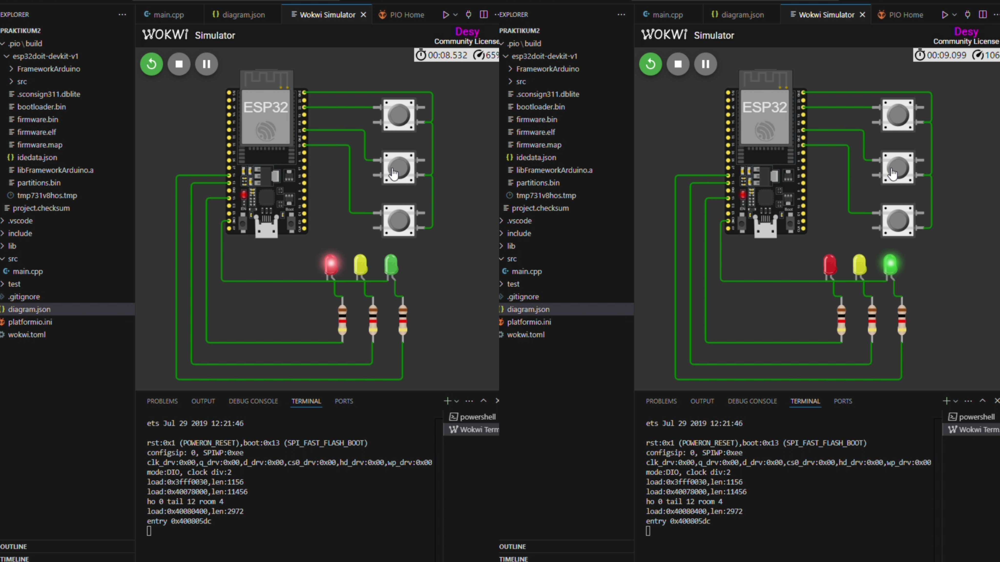 EXPLORER
PRAKTIKUM2
.pio\build
esp32doit-devkit-v1
FrameworkArduino
src
.sconsign311.dblite
bootloader.bin
firmware.bin
firmware.elf
firmware.map
{} idedata.json
libFrameworkArduino.a
partitions.bin
tmp731v8hos.tmp
project.checksum
.vscode
include
lib
src
main.cpp
test
.gitignore
{} diagram.json
platformio.ini
wokwi.toml
OUTLINE
TIMELINE
main.cpp {} diagram.json Wokwi Simulator PIO Home
WOKWi Simulator
Desy
Community License
00:08.532 65%
ESP32
EN Boot
PROBLEMS OUTPUT DEBUG CONSOLE TERMINAL PORTS
powershell
Wokwi Term
ets Jul 29 2019 12:21:46
rst:0x1 (POWERON_RESET),boot:0x13 (SPI_FAST_FLASH_BOOT)
configsip: 0, SPIWP:0xee
clk_drv:0x00,q_drv:0x00,d_drv:0x00,cs0_drv:0x00,hd_drv:0x00,wp_drv:0x00
mode:DIO, clock div:2
load:0x3fff0030,len:1156
load:0x40078000,len:11456
ho 0 tail 12 room 4
load:0x40080400,len:2972
entry 0x400805dc
EXPLORER
PRAKTIKUM2
.pio\build
esp32doit-devkit-v1
FrameworkArduino
src
.sconsign311.dblite
bootloader.bin
firmware.bin
firmware.elf
firmware.map
{} idedata.json
libFrameworkArduino.a
partitions.bin
tmp731v8hos.tmp
project.checksum
.vscode
include
lib
src
main.cpp
test
.gitignore
{} diagram.json
platformio.ini
wokwi.toml
OUTLINE
TIMELINE
main.cpp {} diagram.json Wokwi Simulator PIO Home
WOKWi Simulator
Desy
Community License
00:09.099 106
ESP32
EN Boot
PROBLEMS OUTPUT DEBUG CONSOLE TERMINAL PORTS
powershell
Wokwi Term
ets Jul 29 2019 12:21:46
rst:0x1 (POWERON_RESET),boot:0x13 (SPI_FAST_FLASH_BOOT)
configsip: 0, SPIWP:0xee
clk_drv:0x00,q_drv:0x00,d_drv:0x00,cs0_drv:0x00,hd_drv:0x00,wp_drv:0x00
mode:DIO, clock div:2
load:0x3fff0030,len:1156
load:0x40078000,len:11456
ho 0 tail 12 room 4
load:0x40080400,len:2972
entry 0x400805dc